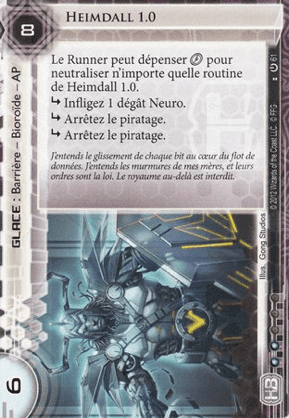 HEIMDALL 1.0
8
Le Runner peut dépenser pour
neutraliser n'importe quelle routine
de Heimdall 1.0.
↳ Infligez 1 dégât Neuro.
↳ Arrêtez le piratage.
↳ Arrêtez le piratage.
J'entends le glissement de chaque bit au cœur du flot de
données. J'entends les murmures de mes mères, et leurs
ordres sont la loi. Le royaume au-delà est interdit.
GLACE : Barrière – Bioroïde – AP
6
Illus. Gong Studios
© 2012 Wizards of the Coast LLC. © FFG
61
HB